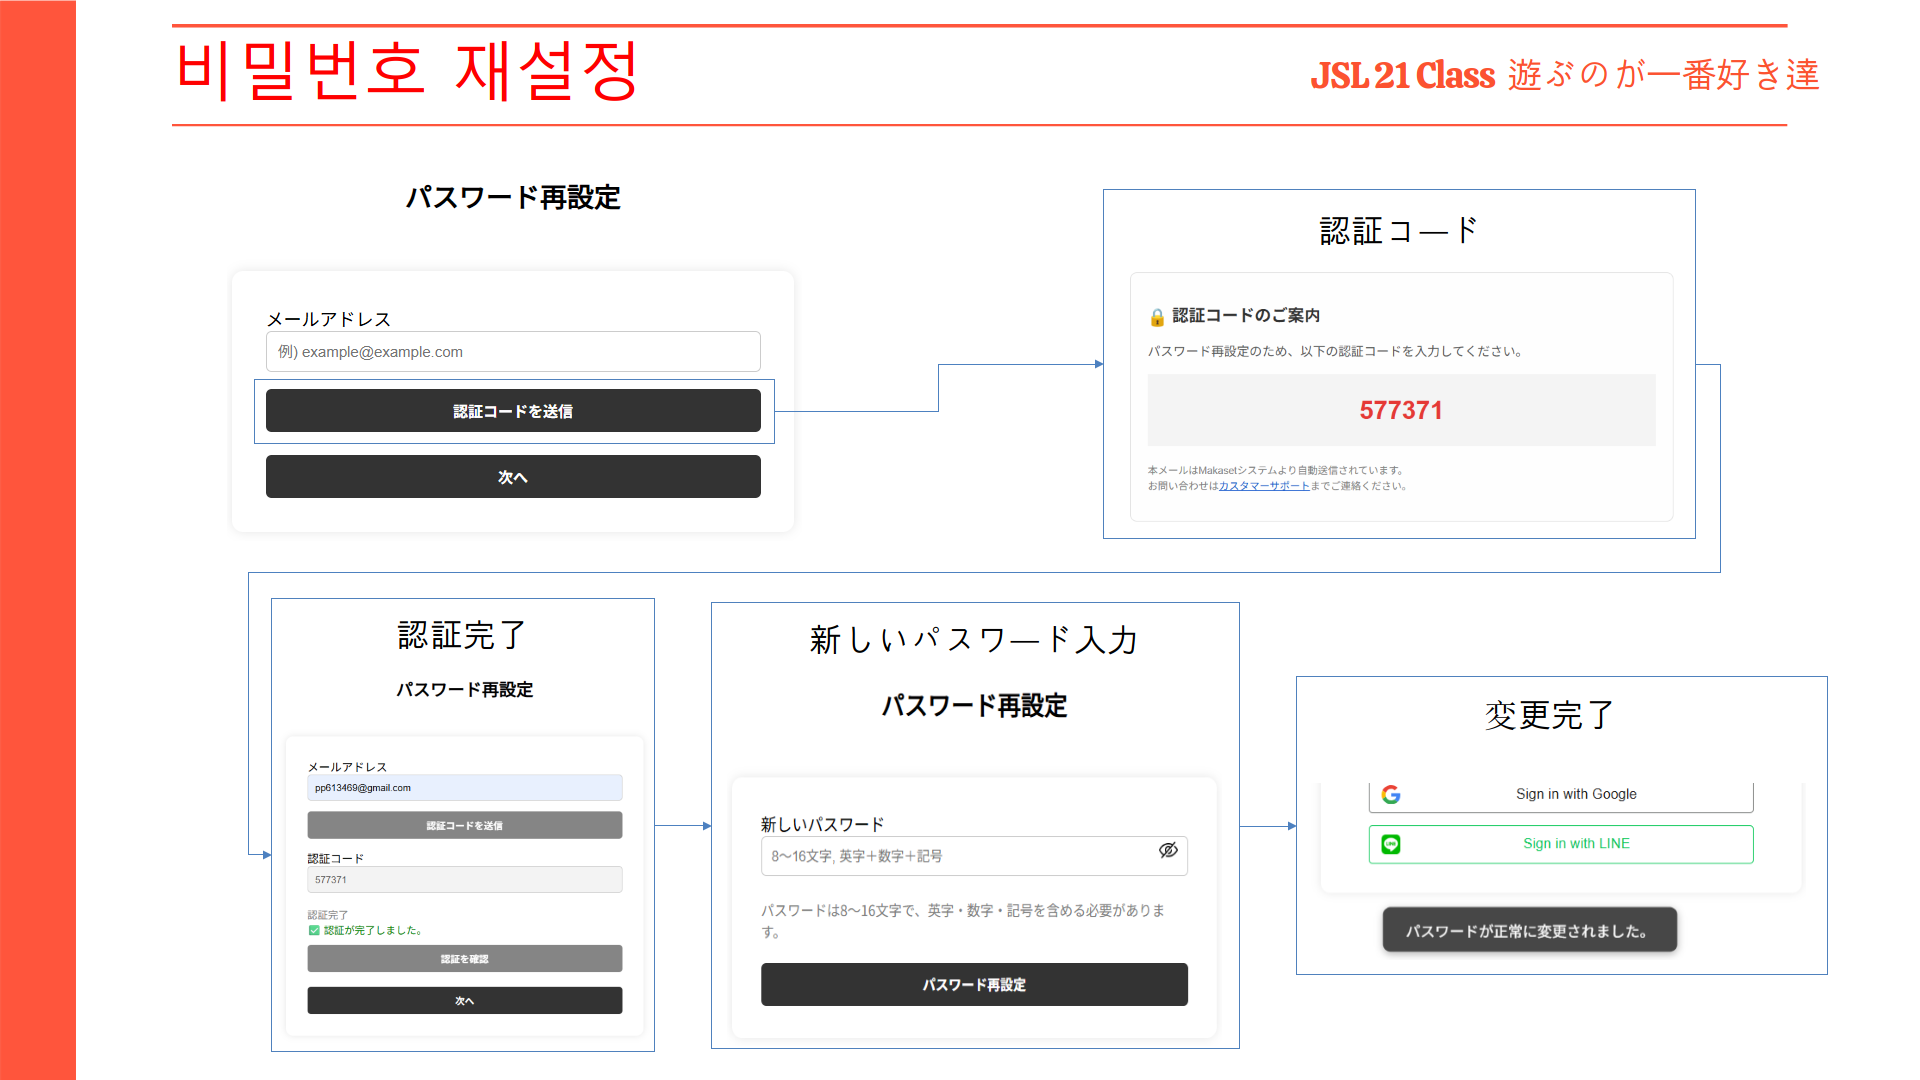 비밀번호 재설정
JSL 21 Class 遊ぶのが一番好き達
パスワード再設定
メールアドレス
例) example@example.com
認証コードを送信
次へ
認証コード
認証コードのご案内
パスワード再設定のため、以下の認証コードを入力してください。
577371
本メールはMakasetシステムより自動送信されています。
お問い合わせはカスタマーサポートまでご連絡ください。
認証完了
パスワード再設定
メールアドレス
pp613469@gmail.com
認証コードを送信
認証コード
577371
認証完了
認証が完了しました。
認証を確認
次へ
新しいパスワード入力
パスワード再設定
新しいパスワード
8〜16文字, 英字＋数字＋記号
パスワードは8〜16文字で、英字・数字・記号を含める必要がありま
す。
パスワード再設定
変更完了
Sign in with Google
Sign in with LINE
パスワードが正常に変更されました。